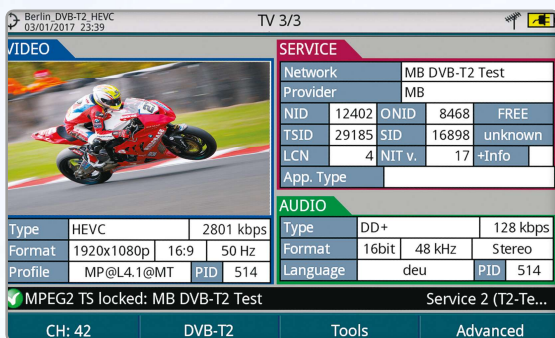 Berlin_DVB-T2_HEVC
03/01/2017 23:39
TV 3/3
VIDEO
Type HEVC 2801 kbps
Format 1920x1080p 16:9 50 Hz
Profile MP@L4.1@MT PID 514
SERVICE
Network MB DVB-T2 Test
Provider MB
NID 12402 ONID 8468 FREE
TSID 29185 SID 16898 unknown
LCN 4 NIT v. 17 +Info
App. Type
AUDIO
Type DD+ 128 kbps
Format 16bit 48 kHz Stereo
Language deu PID 514
MPEG2 TS locked: MB DVB-T2 Test Service 2 (T2-Te...
CH: 42 DVB-T2 Tools Advanced